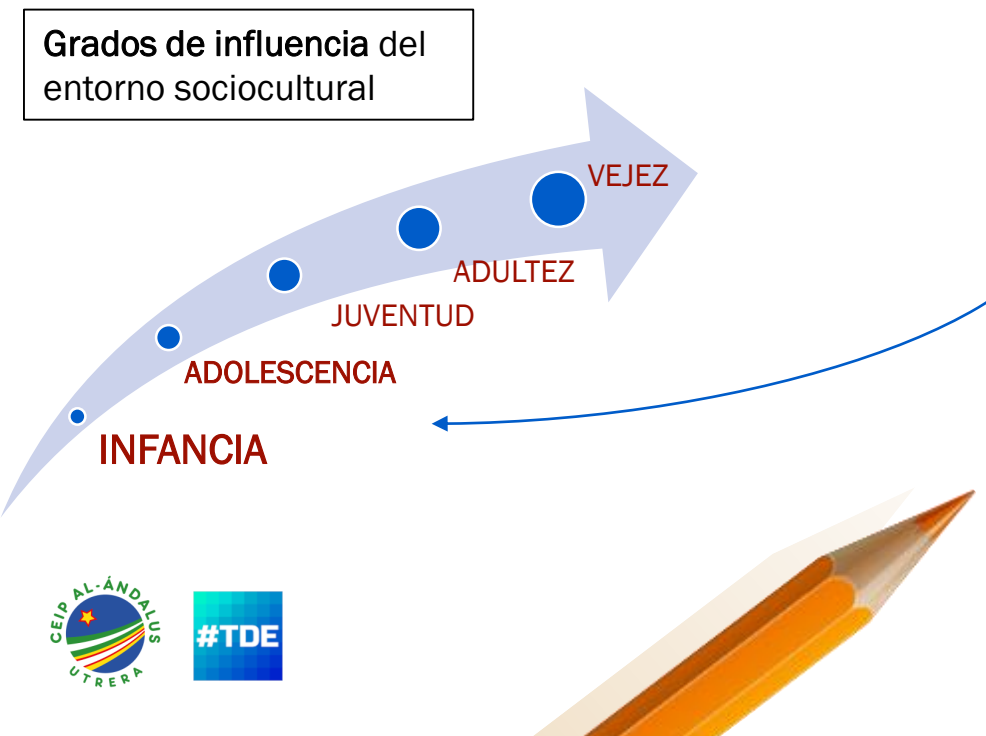 Grados de influencia del
entorno sociocultural
VEJEZ
ADULTEZ
JUVENTUD
ADOLESCENCIA
INFANCIA
CEIP AL-ÁNDALUS
UTRERA
#TDE